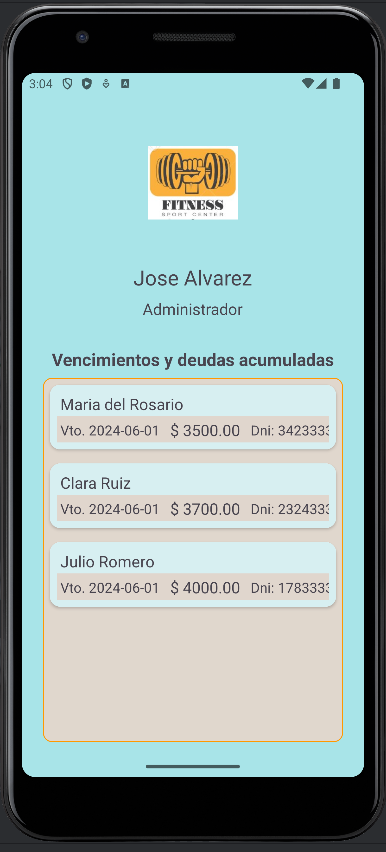 3:04
FITNESS
SPORT CENTER
Jose Alvarez
Administrador
Vencimientos y deudas acumuladas
Maria del Rosario
Vto. 2024-06-01 $ 3500.00 Dni: 3423333
Clara Ruiz
Vto. 2024-06-01 $ 3700.00 Dni: 2324333
Julio Romero
Vto. 2024-06-01 $ 4000.00 Dni: 1783333